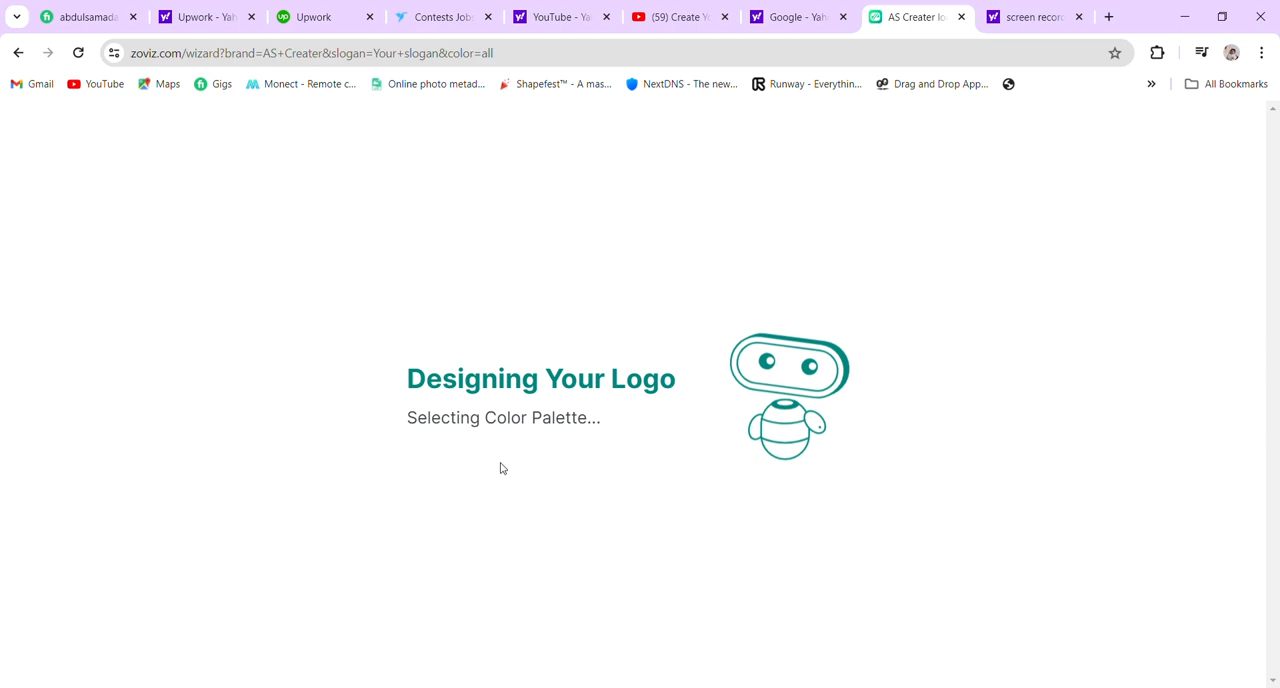 abdulsamada
Upwork - Yah
Upwork
Contests Job
YouTube - Ya
(59) Create Yo
Google - Yah
AS Creater lo
screen record
zoviz.com/wizard?brand=AS+Creater&slogan=Your+slogan&color=all
Gmail
YouTube
Maps
Gigs
Monect - Remote c...
Online photo metad...
Shapefest™ - A mas...
NextDNS - The new...
Runway - Everythin...
Drag and Drop App...
»
All Bookmarks
Designing Your Logo
Selecting Color Palette...